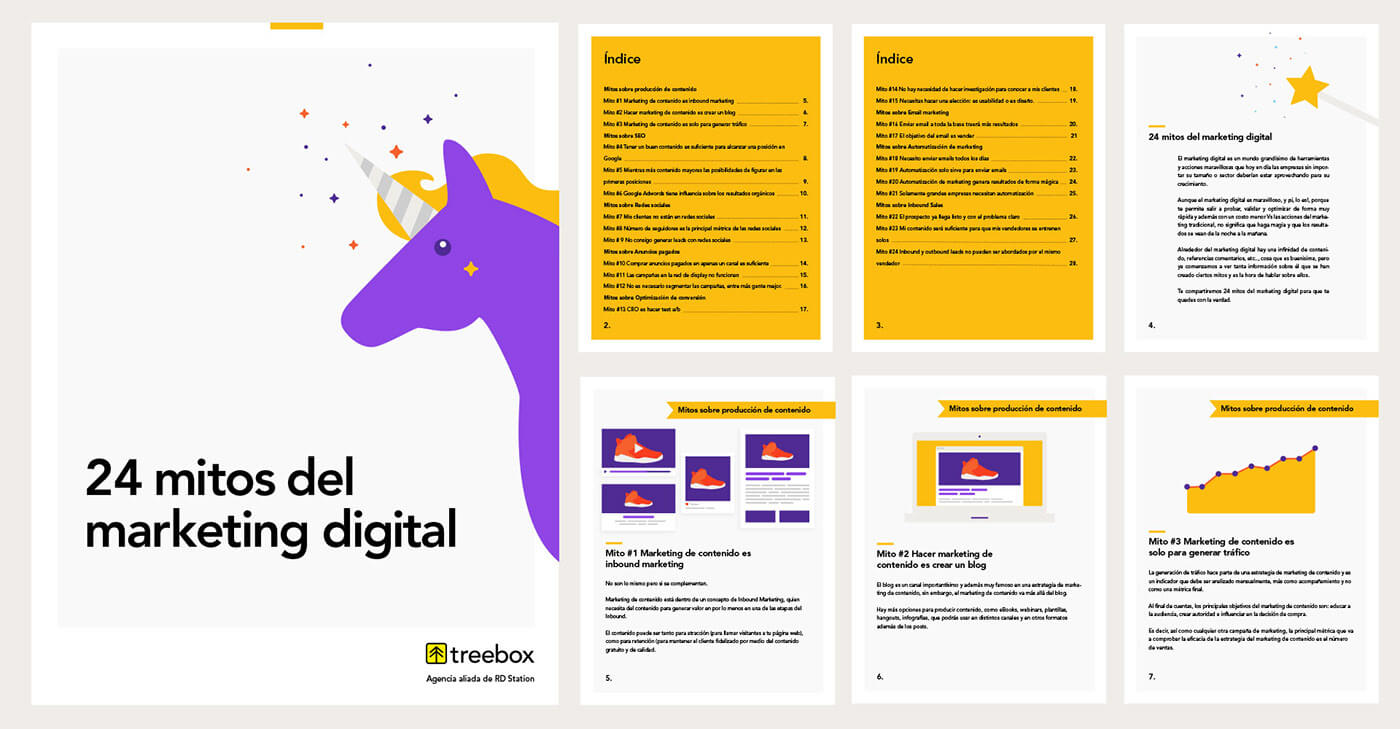 24 mitos del
marketing digital
treebox
Agencia aliada de RD Station
Índice
Mitos sobre producción de contenido
Mito #1 Marketing de contenido es inbound marketing 5.
Mito #2 Hacer marketing de contenido es crear un blog 6.
Mito #3 Marketing de contenido es solo para generar tráfico 7.
Mitos sobre SEO
Mito #4 Tener un buen contenido es suficiente para alcanzar una posición en
Google 8.
Mito #5 Mientras más contenido mayores las posibilidades de figurar en las
primeras posiciones 9.
Mito #6 Google Adwords tiene influencia sobre los resultados orgánicos 10.
Mitos sobre Redes sociales
Mito #7 Mis clientes no están en redes sociales 11.
Mito #8 Número de seguidores es la principal métrica de las redes sociales 12.
Mito # 9 No consigo generar leads con redes sociales 13.
Mitos sobre Anuncios pagados
Mito #10 Comprar anuncios pagados en apenas un canal es suficiente 14.
Mito #11 Las campañas en la red de display no funcionan 15.
Mito #12 No es necesario segmentar las campañas, entre más gente mejor. 16.
Mitos sobre Optimización de conversión
Mito #13 CRO es hacer test a/b 17.
2.
Índice
Mito #14 No hay necesidad de hacer investigación para conocer a mis clientes 18.
Mito #15 Necesitas hacer una elección: es usabilidad o es diseño. 19.
Mitos sobre Email marketing
Mito #16 Enviar email a toda la base traerá más resultados 20.
Mito #17 El objetivo del email es vender 21
Mitos sobre Automatización de marketing
Mito #18 Necesito enviar emails todos los días 22.
Mito #19 Automatización solo sirve para enviar emails 23.
Mito #20 Automatización de marketing genera resultados de forma mágica 24.
Mito #21 Solamente grandes empresas necesitan automatización 25.
Mitos sobre Inbound Sales
Mito #22 El prospecto ya llega listo y con el problema claro 26.
Mito #23 Mi contenido será suficiente para que mis vendedores se entrenen
solos 27.
Mito #24 Inbound y outbound leads no pueden ser abordados por el mismo
vendedor 28.
3.
24 mitos del marketing digital
El marketing digital es un mundo grandísimo de herramientas
y acciones maravillosas que hoy en día las empresas sin impor-
tar su tamaño o sector deberían estar aprovechando para su
crecimiento.
Aunque el marketing digital es maravilloso, y pí, lo es!, porque
te permite salir a probar, validar y optimizar de forma muy
rápida y además con un costo menor Vs las acciones del marke-
ting tradicional, no significa que haga magia y que los resulta-
dos se vean de la noche a la mañana.
Alrededor del marketing digital hay una infinidad de conteni-
do, referencias comentarios, etc.., cosa que es buenísima, pero
ya comenzamos a ver tanta información sobre él que se han
creado ciertos mitos y es la hora de hablar sobre ellos.
Te compartiremos 24 mitos del marketing digital para que te
quedes con la verdad.
4.
Mitos sobre producción de contenido
Mito #1 Marketing de contenido es
inbound marketing
No son lo mismo pero si se complementan.
Marketing de contenido está dentro de un concepto de Inbound Marketing, quien
necesita del contenido para generar valor en por lo menos en una de las etapas del
Inbound.
El contenido puede ser tanto para atracción (para llamar visitantes a tu página web),
como para retención (para mantener el cliente fidelizado por medio del contenido
gratuito y de calidad.
5.
Mitos sobre producción de contenido
Mito #2 Hacer marketing de
contenido es crear un blog
El blog es un canal importantísimo y además muy famoso en una estrategia de marke-
ting de contenido, sin embargo, el marketing de contenido va más allá del blog.
Hay más opciones para producir contenido, como eBooks, webinars, plantillas,
hangouts, infografías, que podrás usar en distintos canales y en otros formatos
además de los posts.
6.
Mitos sobre producción de contenido
Mito #3 Marketing de contenido es
solo para generar tráfico
La generación de tráfico hace parte de una estrategia de marketing de contenido y es
un indicador que debe ser analizado mensualmente, más como acompañamiento y no
como una métrica final.
Al final de cuentas, los principales objetivos del marketing de contenido son: educar a
la audiencia, crear autoridad e influenciar en la decisión de compra.
Es decir, así como cualquier otra campaña de marketing, la principal métrica que va
a comprobar la eficacia de la estrategia del marketing de contenido es el número
de ventas.
7.